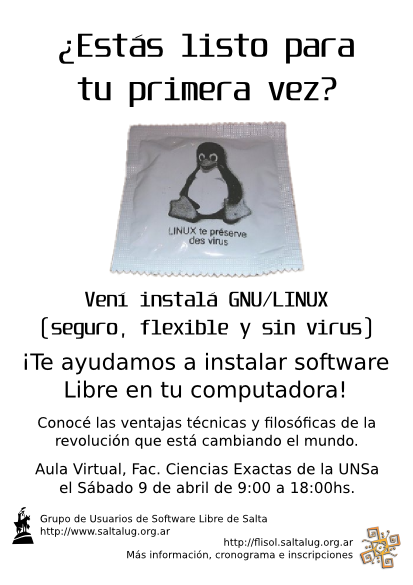 ¿Estás listo para
tu primera vez?
LINUX te préserve
des virus
Vení instalá GNU/LINUX
(seguro, flexible y sin virus)
¡Te ayudamos a instalar software
Libre en tu computadora!
Conocé las ventajas técnicas y filosóficas de la
revolución que está cambiando el mundo.
Aula Virtual, Fac. Ciencias Exactas de la UNSa
el Sábado 9 de abril de 9:00 a 18:00hs.
Grupo de Usuarios de Software Libre de Salta
http://www.saltalug.org.ar
http://flisol.saltalug.org.ar
Más información, cronograma e inscripciones